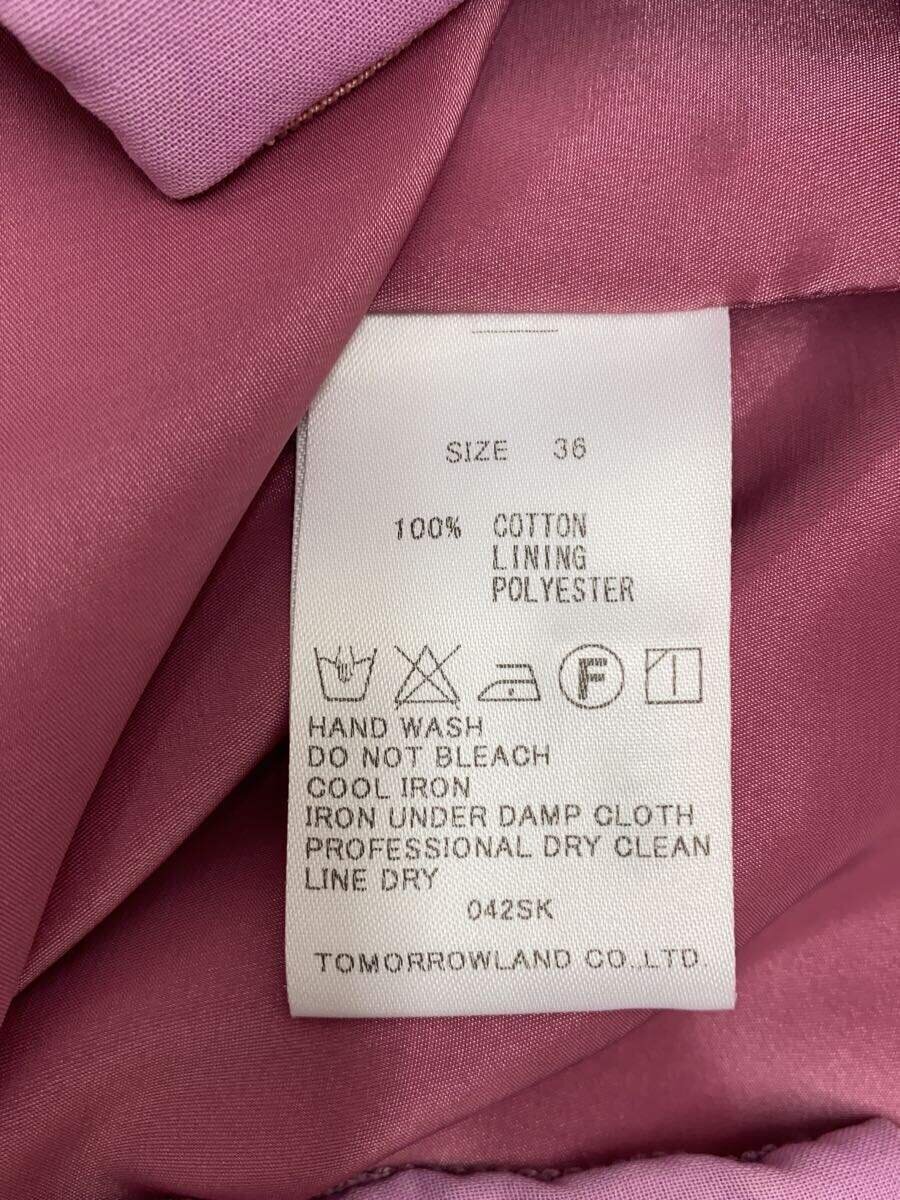 SIZE 36
100% COTTON
LINING
POLYESTER
F
HAND WASH
DO NOT BLEACH
COOL IRON
IRON UNDER DAMP CLOTH
PROFESSIONAL DRY CLEAN
LINE DRY
042SK
TOMORROWLAND CO.,LTD.